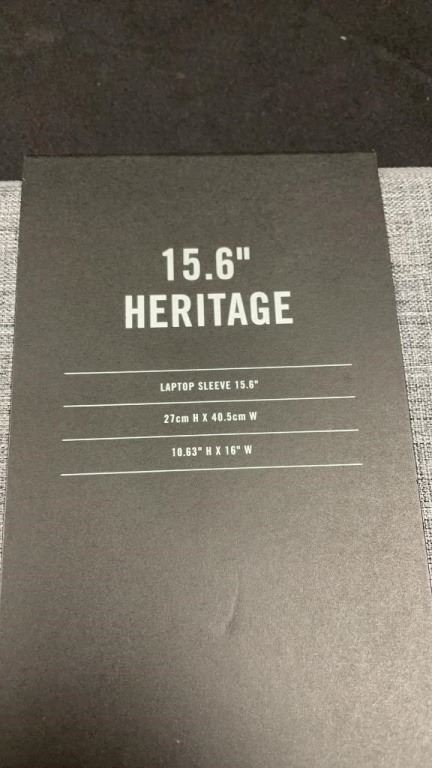 15.6"
HERITAGE
LAPTOP SLEEVE 15.6"
27cm H X 40.5cm W
10.63" H X 16" W